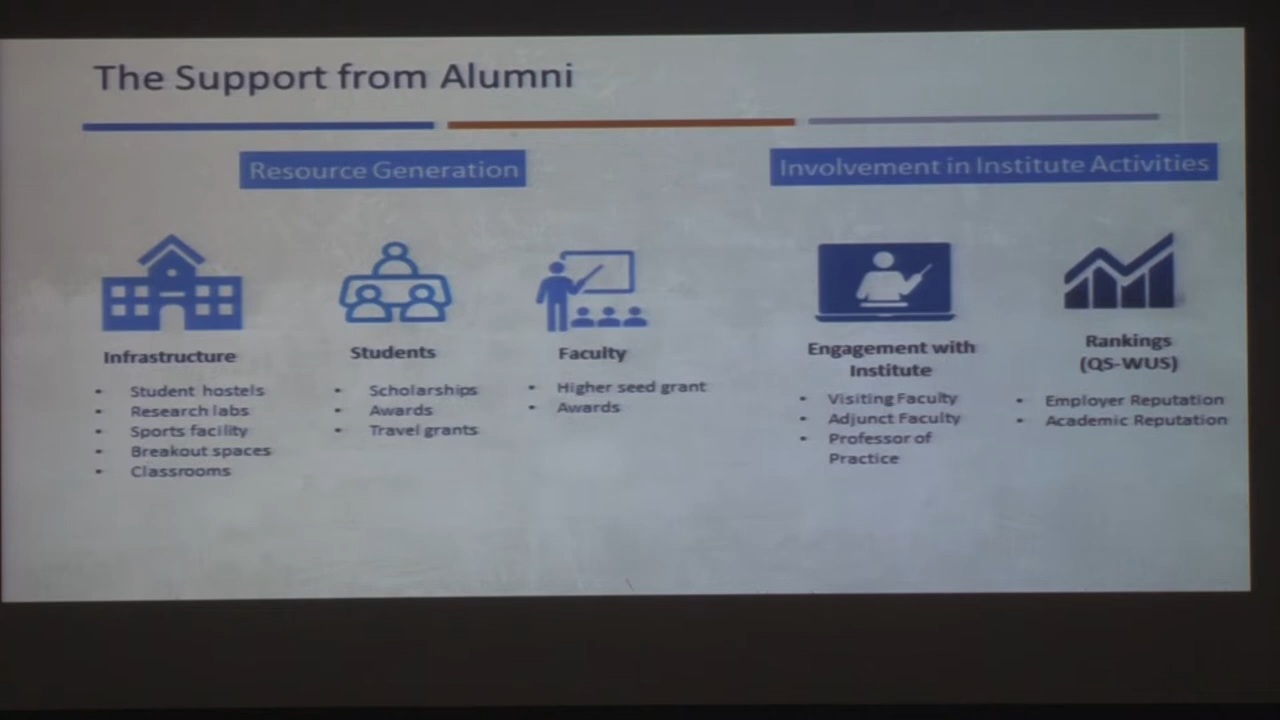 The Support from Alumni
Resource Generation
Involvement in Institute Activities
Infrastructure
• Student hostels
• Research labs
• Sports facility
• Breakout spaces
• Classrooms
Students
• Scholarships
• Awards
• Travel grants
Faculty
• Higher seed grant
• Awards
Engagement with
Institute
• Visiting Faculty
• Adjunct Faculty
• Professor of
Practice
Rankings
(QS-WUS)
• Employer Reputation
• Academic Reputation